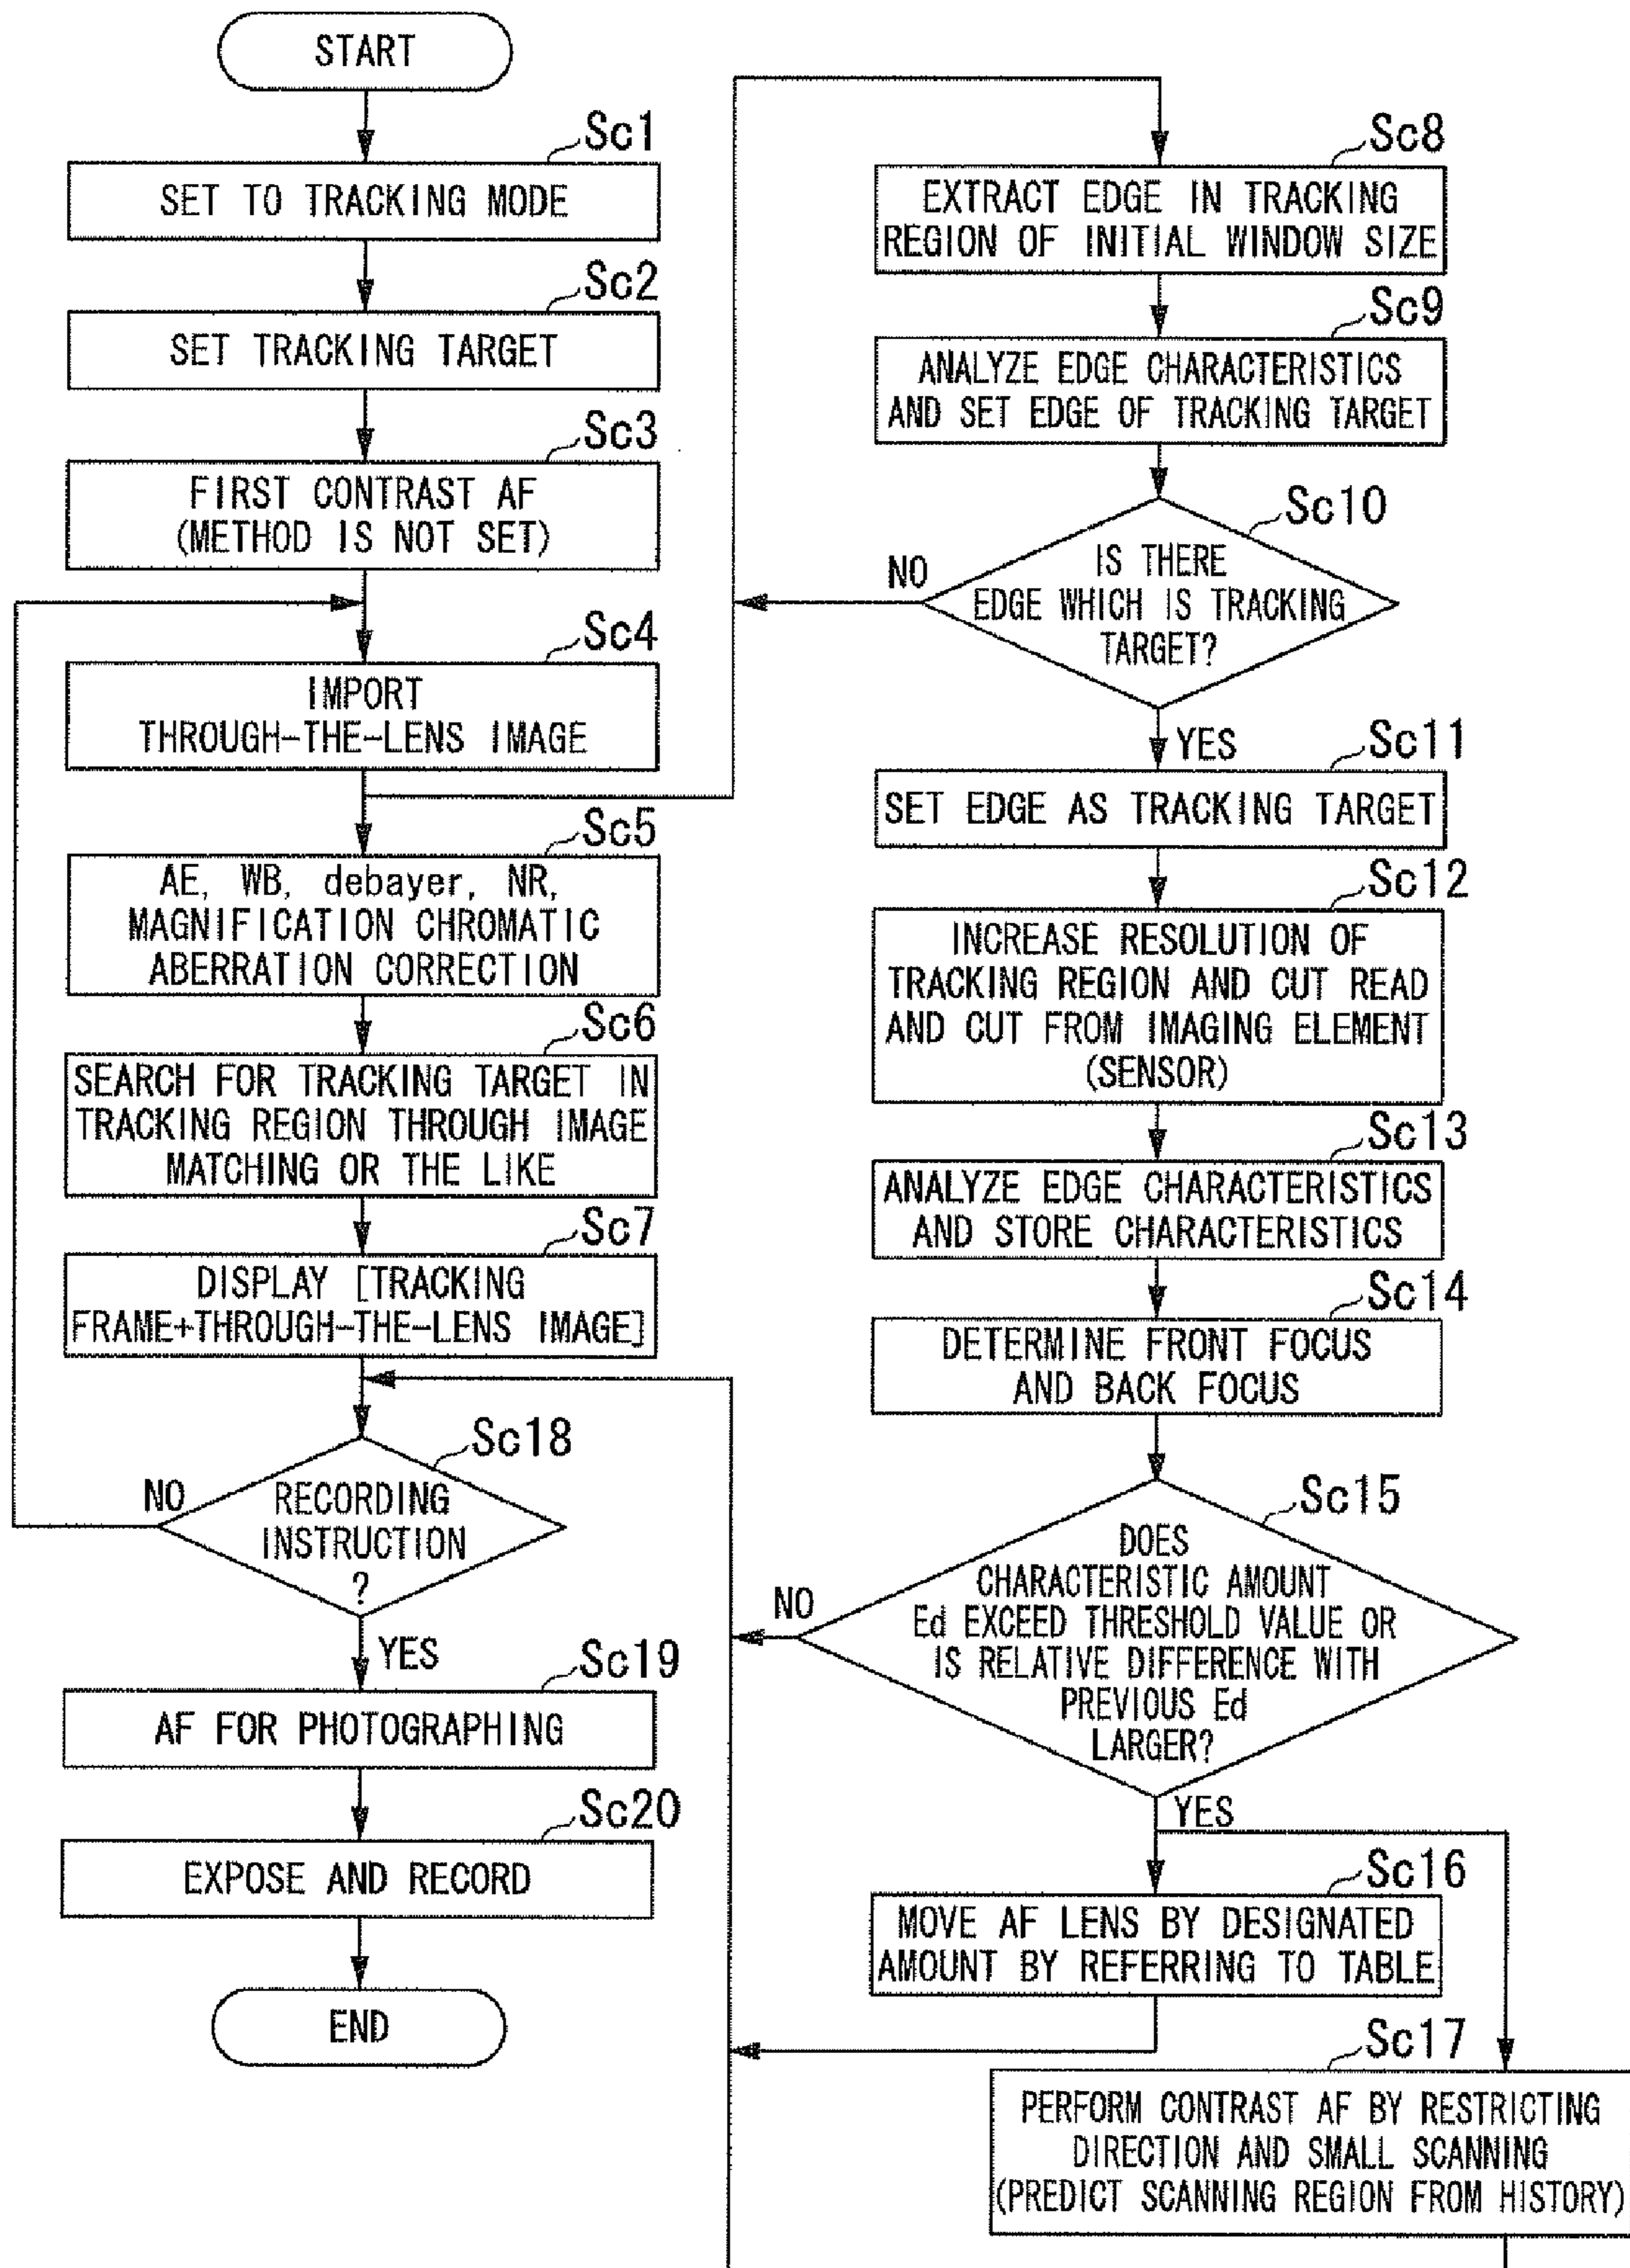 START
Sc1
SET TO TRACKING MODE
Sc2
SET TRACKING TARGET
Sc3
FIRST CONTRAST AF
(METHOD IS NOT SET)
Sc4
IMPORT
THROUGH-THE-LENS IMAGE
Sc5
AE, WB, debayer, NR,
MAGNIFICATION CHROMATIC
ABERRATION CORRECTION
Sc6
SEARCH FOR TRACKING TARGET IN
TRACKING REGION THROUGH IMAGE
MATCHING OR THE LIKE
Sc7
DISPLAY [TRACKING
FRAME+THROUGH-THE-LENS IMAGE]
Sc18
NO
RECORDING
INSTRUCTION
?
YES
Sc19
AF FOR PHOTOGRAPHING
Sc20
EXPOSE AND RECORD
END
Sc8
EXTRACT EDGE IN TRACKING
REGION OF INITIAL WINDOW SIZE
Sc9
ANALYZE EDGE CHARACTERISTICS
AND SET EDGE OF TRACKING TARGET
Sc10
NO
IS THERE
EDGE WHICH IS TRACKING
TARGET?
YES
Sc11
SET EDGE AS TRACKING TARGET
Sc12
INCREASE RESOLUTION OF
TRACKING REGION AND CUT READ
AND CUT FROM IMAGING ELEMENT
(SENSOR)
Sc13
ANALYZE EDGE CHARACTERISTICS
AND STORE CHARACTERISTICS
Sc14
DETERMINE FRONT FOCUS
AND BACK FOCUS
Sc15
NO
DOES
CHARACTERISTIC AMOUNT
Ed EXCEED THRESHOLD VALUE OR
IS RELATIVE DIFFERENCE WITH
PREVIOUS Ed
LARGER?
YES
Sc16
MOVE AF LENS BY DESIGNATED
AMOUNT BY REFERRING TO TABLE
Sc17
PERFORM CONTRAST AF BY RESTRICTING
DIRECTION AND SMALL SCANNING
(PREDICT SCANNING REGION FROM HISTORY)